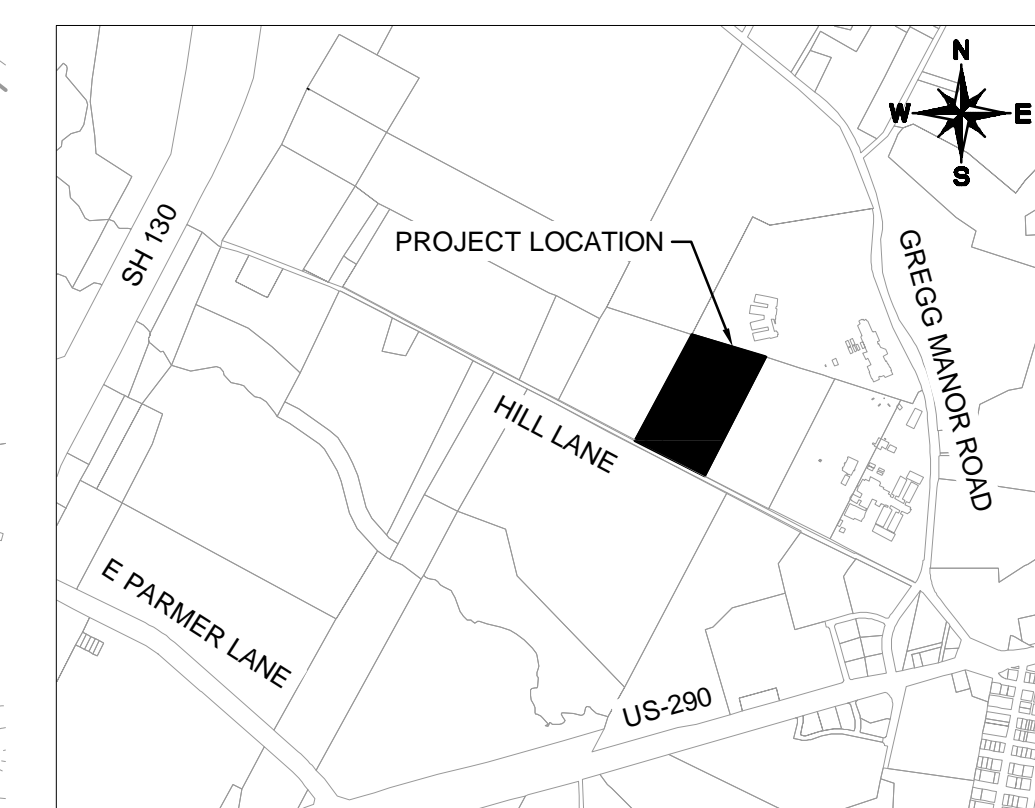 N
W E
S
SH 130
PROJECT LOCATION
GREGG MANOR ROAD
HILL LANE
E PARMER LANE
US-290